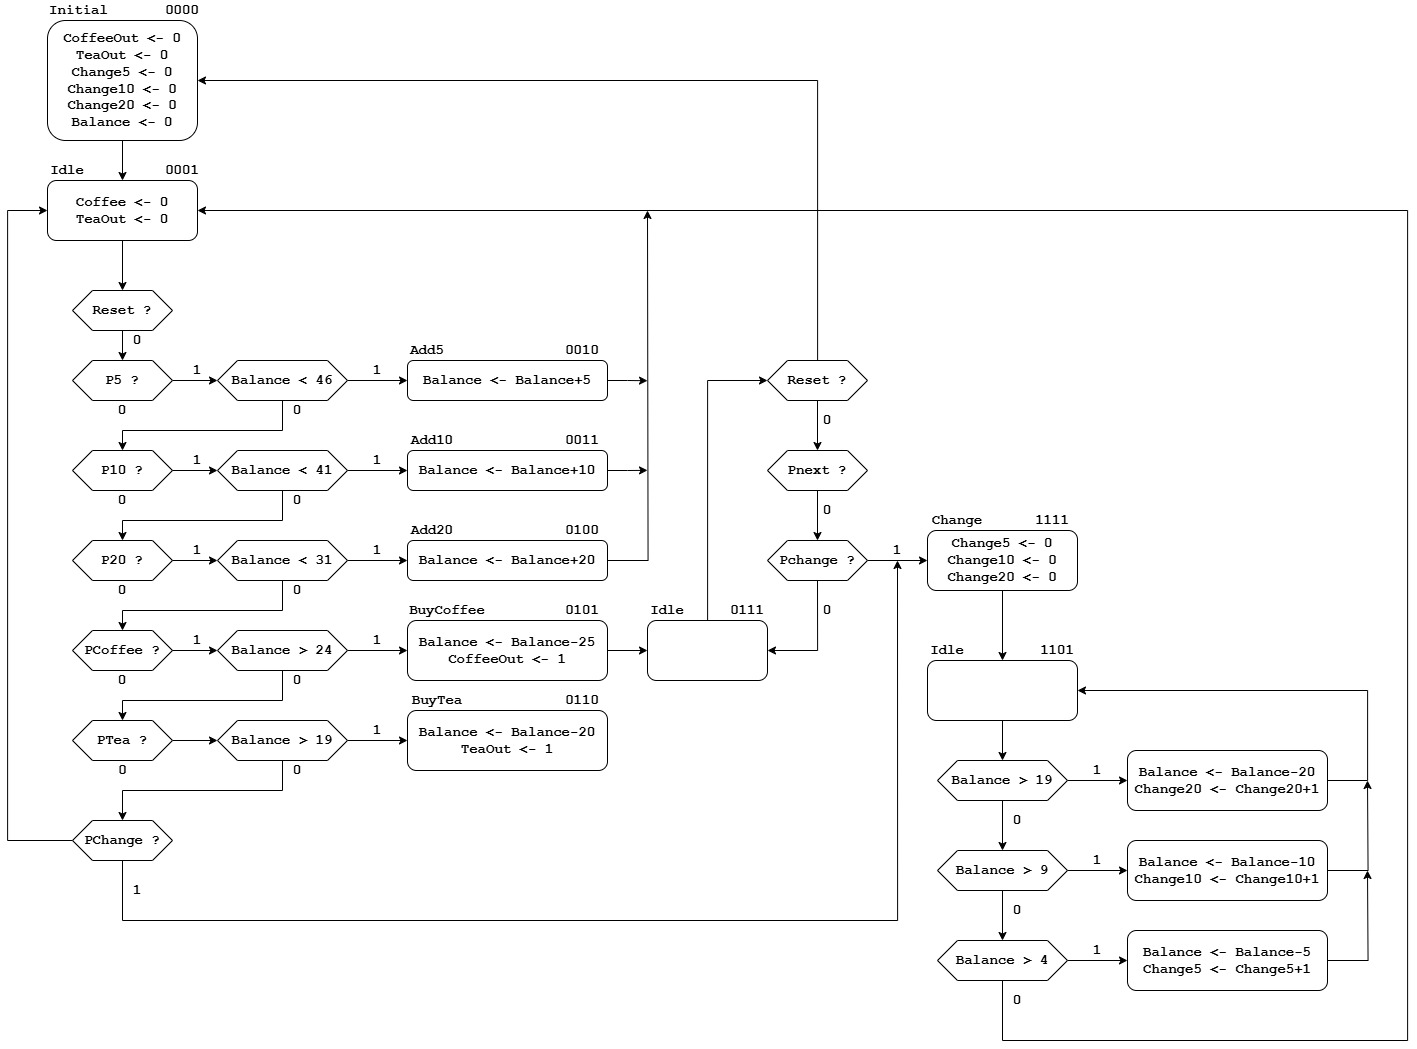 Initial 0000
CoffeeOut <- 0
TeaOut <- 0
Change5 <- 0
Change10 <- 0
Change20 <- 0
Balance <- 0
Idle 0001
Coffee <- 0
TeaOut <- 0
Reset ?
0
P5 ?
1
Balance < 46
1
Add5 0010
Balance <- Balance+5
0
0
P10 ?
1
Balance < 41
1
Add10 0011
Balance <- Balance+10
0
0
P20 ?
1
Balance < 31
1
Add20 0100
Balance <- Balance+20
0
0
PCoffee ?
1
Balance > 24
1
BuyCoffee 0101
Balance <- Balance-25
CoffeeOut <- 1
0
0
PTea ?
Balance > 19
1
BuyTea 0110
Balance <- Balance-20
TeaOut <- 1
0
0
PChange ?
1
Idle 0111
Reset ?
0
Pnext ?
0
Pchange ?
1
0
Change 1111
Change5 <- 0
Change10 <- 0
Change20 <- 0
Idle 1101
Balance > 19
1
Balance <- Balance-20
Change20 <- Change20+1
0
Balance > 9
1
Balance <- Balance-10
Change10 <- Change10+1
0
Balance > 4
1
Balance <- Balance-5
Change5 <- Change5+1
0